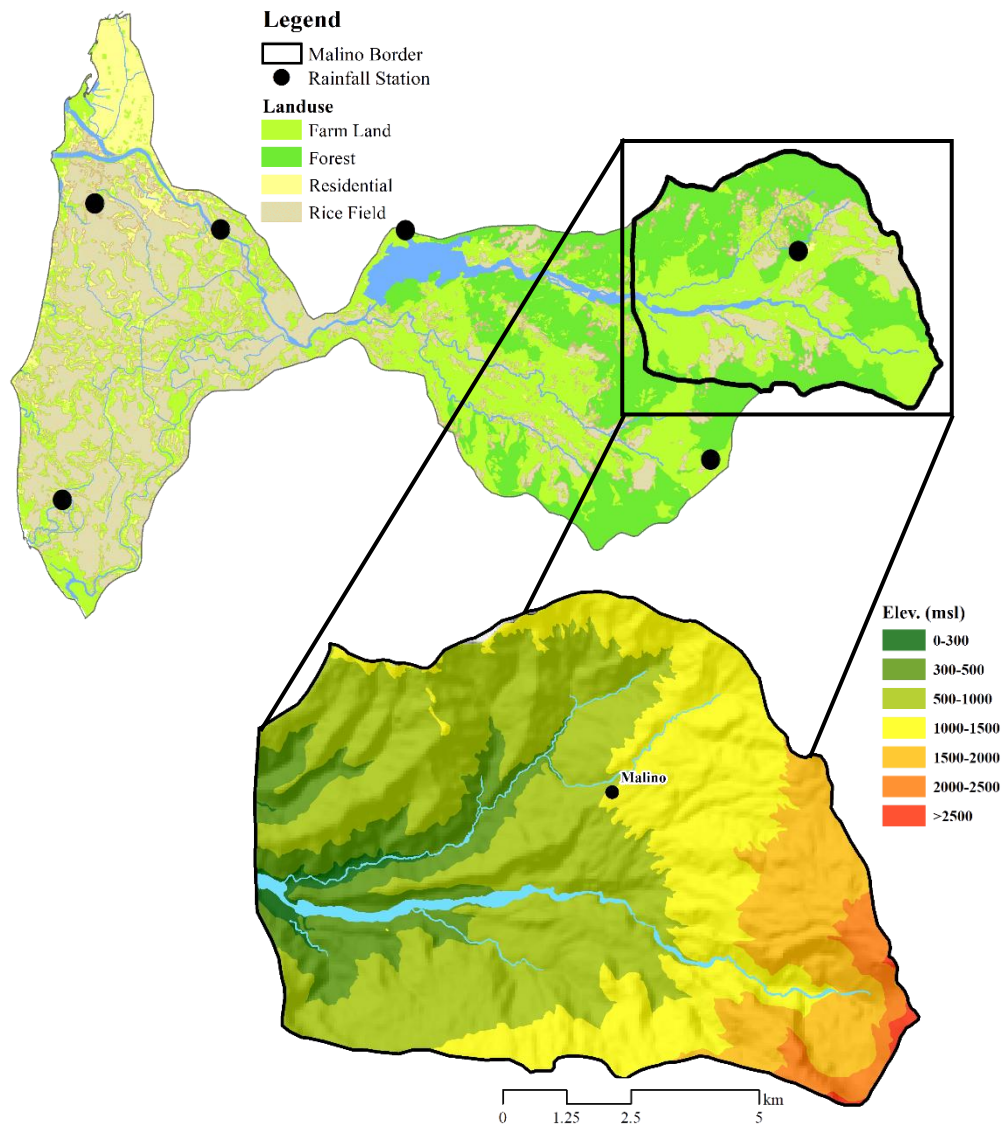 Legend
Malino Border
Rainfall Station
Landuse
Farm Land
Forest
Residential
Rice Field
Elev. (msl)
0-300
300-500
500-1000
1000-1500
1500-2000
2000-2500
>2500
Malino
km
0 1.25 2.5 5